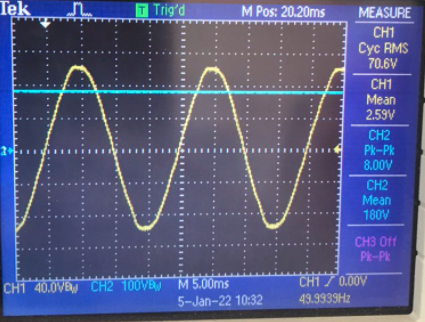 Tek T Trig'd M Pos: 20.20ms MEASURE
CH1
Cyc RMS
70.6V
CH1
Mean
2.59V
CH2
Pk-Pk
8.00V
CH2
Mean
180V
CH3 Off
Pk-Pk
CH1 40.0VBW CH2 100VBW M 5.00ms CH1 / 0.00V
5-Jan-22 10:32 49.9939Hz